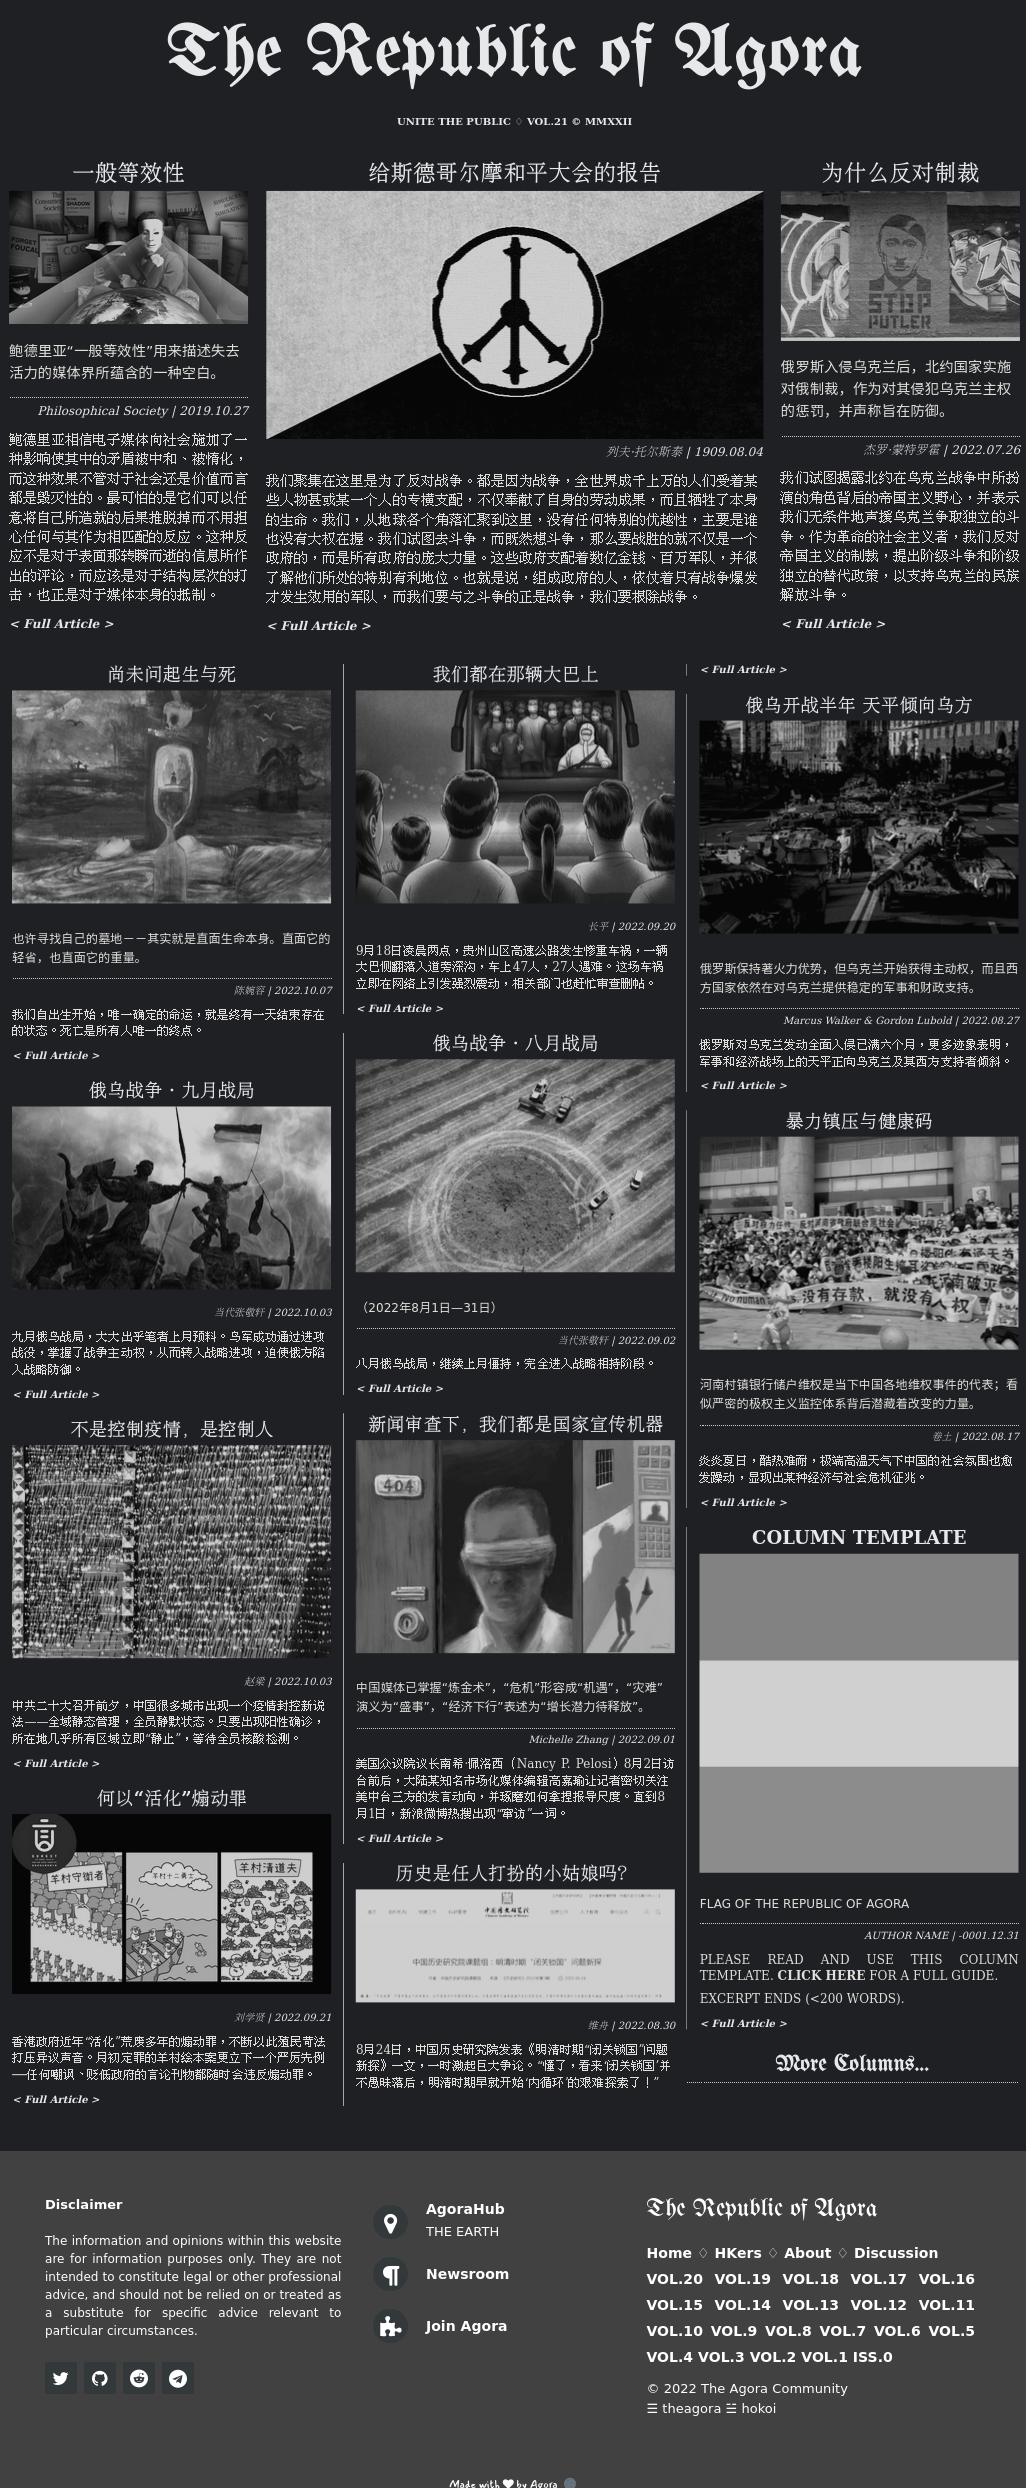 The Republic of Agora
UNITE THE PUBLIC ♢ VOL.21 © MMXXII
一般等效性
鲍德里亚“一般等效性”用来描述失去
活力的媒体界所蕴含的一种空白。
Philosophical Society | 2019.10.27
鲍德里亚相信电子媒体向社会施加了一
种影响使其中的矛盾被中和、被惰化，
而这种效果不管对于社会还是价值而言
都是毁灭性的。最可怕的是它们可以任
意将自己所造就的后果推脱掉而不用担
心任何与其作为相匹配的反应。这种反
应不是对于表面那转瞬而逝的信息所作
出的评论，而应该是对于结构层次的打
击，也正是对于媒体本身的抵制。
< Full Article >
给斯德哥尔摩和平大会的报告
列夫·托尔斯泰 | 1909.08.04
我们聚集在这里是为了反对战争。都是因为战争，全世界成千上万的人们受着某
些人物甚或某一个人的专横支配，不仅奉献了自身的劳动成果，而且牺牲了本身
的生命。我们，从地球各个角落汇聚到这里，没有任何特别的优越性，主要是谁
也没有大权在握。我们试图去斗争，而既然想斗争，那么要战胜的就不仅是一个
政府的，而是所有政府的庞大力量。这些政府支配着数亿金钱、百万军队，并很
了解他们所处的特别有利地位。也就是说，组成政府的人，依仗着只有战争爆发
才发生效用的军队，而我们要与之斗争的正是战争，我们要根除战争。
< Full Article >
为什么反对制裁
STOP
PUTLER
俄罗斯入侵乌克兰后，北约国家实施
对俄制裁，作为对其侵犯乌克兰主权
的惩罚，并声称旨在防御。
杰罗·蒙特罗霍 | 2022.07.26
我们试图揭露北约在乌克兰战争中所扮
演的角色背后的帝国主义野心，并表示
我们无条件地声援乌克兰争取独立的斗
争。作为革命的社会主义者，我们反对
帝国主义的制裁，提出阶级斗争和阶级
独立的替代政策，以支持乌克兰的民族
解放斗争。
< Full Article >
尚未问起生与死
也许寻找自己的墓地——其实就是直面生命本身。直面它的
轻省，也直面它的重量。
陈婉容 | 2022.10.07
我们自出生开始，唯一确定的命运，就是终有一天结束存在
的状态。死亡是所有人唯一的终点。
< Full Article >
俄乌战争·九月战局
当代张敬轩 | 2022.10.03
九月俄乌战局，大大出乎笔者上月预料。乌军成功通过进攻
战役，掌握了战争主动权，从而转入战略进攻，迫使俄方陷
入战略防御。
< Full Article >
不是控制疫情，是控制人
赵梁 | 2022.10.03
中共二十大召开前夕，中国很多城市出现一个疫情封控新说
法——全域静态管理，全员静默状态。只要出现阳性确诊，
所在地几乎所有区域立即“静止”，等待全员核酸检测。
< Full Article >
何以“活化”煽动罪
羊村守衛者
羊村十二勇士
羊村清道夫
刘学贤 | 2022.09.21
香港政府近年“活化”荒废多年的煽动罪，不断以此殖民苛法
打压异议声音。月初定罪的羊村绘本案更立下一个严厉先例
——任何嘲讽、贬低政府的言论刊物都随时会违反煽动罪。
< Full Article >
我们都在那辆大巴上
长平 | 2022.09.20
9月18日凌晨两点，贵州山区高速公路发生惨重车祸，一辆
大巴侧翻落入道旁深沟，车上47人，27人遇难。这场车祸
立即在网络上引发强烈震动，相关部门也赶忙审查删帖。
< Full Article >
俄乌战争·八月战局
（2022年8月1日—31日）
当代张敬轩 | 2022.09.02
八月俄乌战局，继续上月僵持，完全进入战略相持阶段。
< Full Article >
新闻审查下，我们都是国家宣传机器
404
中国媒体已掌握“炼金术”，“危机”形容成“机遇”，“灾难”
演义为“盛事”，“经济下行”表述为“增长潜力待释放”。
Michelle Zhang | 2022.09.01
美国众议院议长南希·佩洛西（Nancy P. Pelosi）8月2日访
台前后，大陆某知名市场化媒体编辑高嘉瑜让记者密切关注
美中台三方的发言动向，并琢磨如何拿捏报导尺度。直到8
月1日，新浪微博热搜出现“审访”一词。
< Full Article >
历史是任人打扮的小姑娘吗？
中国历史研究院
中国历史研究院课题组：明清时期“闭关锁国”问题新探
维舟 | 2022.08.30
8月24日，中国历史研究院发表《明清时期“闭关锁国”问题
新探》一文，一时激起巨大争论。“懂了，看来‘闭关锁国’并
不愚昧落后，明清时期早就开始‘内循环’的艰难探索了！”
< Full Article >
俄乌开战半年 天平倾向乌方
俄罗斯保持著火力优势，但乌克兰开始获得主动权，而且西
方国家依然在对乌克兰提供稳定的军事和财政支持。
Marcus Walker & Gordon Lubold | 2022.08.27
俄罗斯对乌克兰发动全面入侵已满六个月，更多迹象表明，
军事和经济战场上的天平正向乌克兰及其西方支持者倾斜。
< Full Article >
暴力镇压与健康码
没有存款，就没有人权
河南村镇银行储户维权是当下中国各地维权事件的代表；看
似严密的极权主义监控体系背后潜藏着改变的力量。
卷土 | 2022.08.17
炎炎夏日，酷热难耐，极端高温天气下中国的社会氛围也愈
发躁动，显现出某种经济与社会危机征兆。
< Full Article >
COLUMN TEMPLATE
FLAG OF THE REPUBLIC OF AGORA
AUTHOR NAME | -0001.12.31
PLEASE READ AND USE THIS COLUMN
TEMPLATE. CLICK HERE FOR A FULL GUIDE.
EXCERPT ENDS (<200 WORDS).
< Full Article >
More Columns...
Disclaimer
The information and opinions within this website
are for information purposes only. They are not
intended to constitute legal or other professional
advice, and should not be relied on or treated as
a substitute for specific advice relevant to
particular circumstances.
AgoraHub
THE EARTH
Newsroom
Join Agora
The Republic of Agora
Home ♢ HKers ♢ About ♢ Discussion
VOL.20 VOL.19 VOL.18 VOL.17 VOL.16
VOL.15 VOL.14 VOL.13 VOL.12 VOL.11
VOL.10 VOL.9 VOL.8 VOL.7 VOL.6 VOL.5
VOL.4 VOL.3 VOL.2 VOL.1 ISS.0
© 2022 The Agora Community
☰ theagora ☱ hokoi
Made with ♥ by Agora